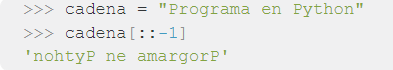 >>> cadena = "Programa en Python"
>>> cadena[::-1]
'nohtyP ne amargorP'